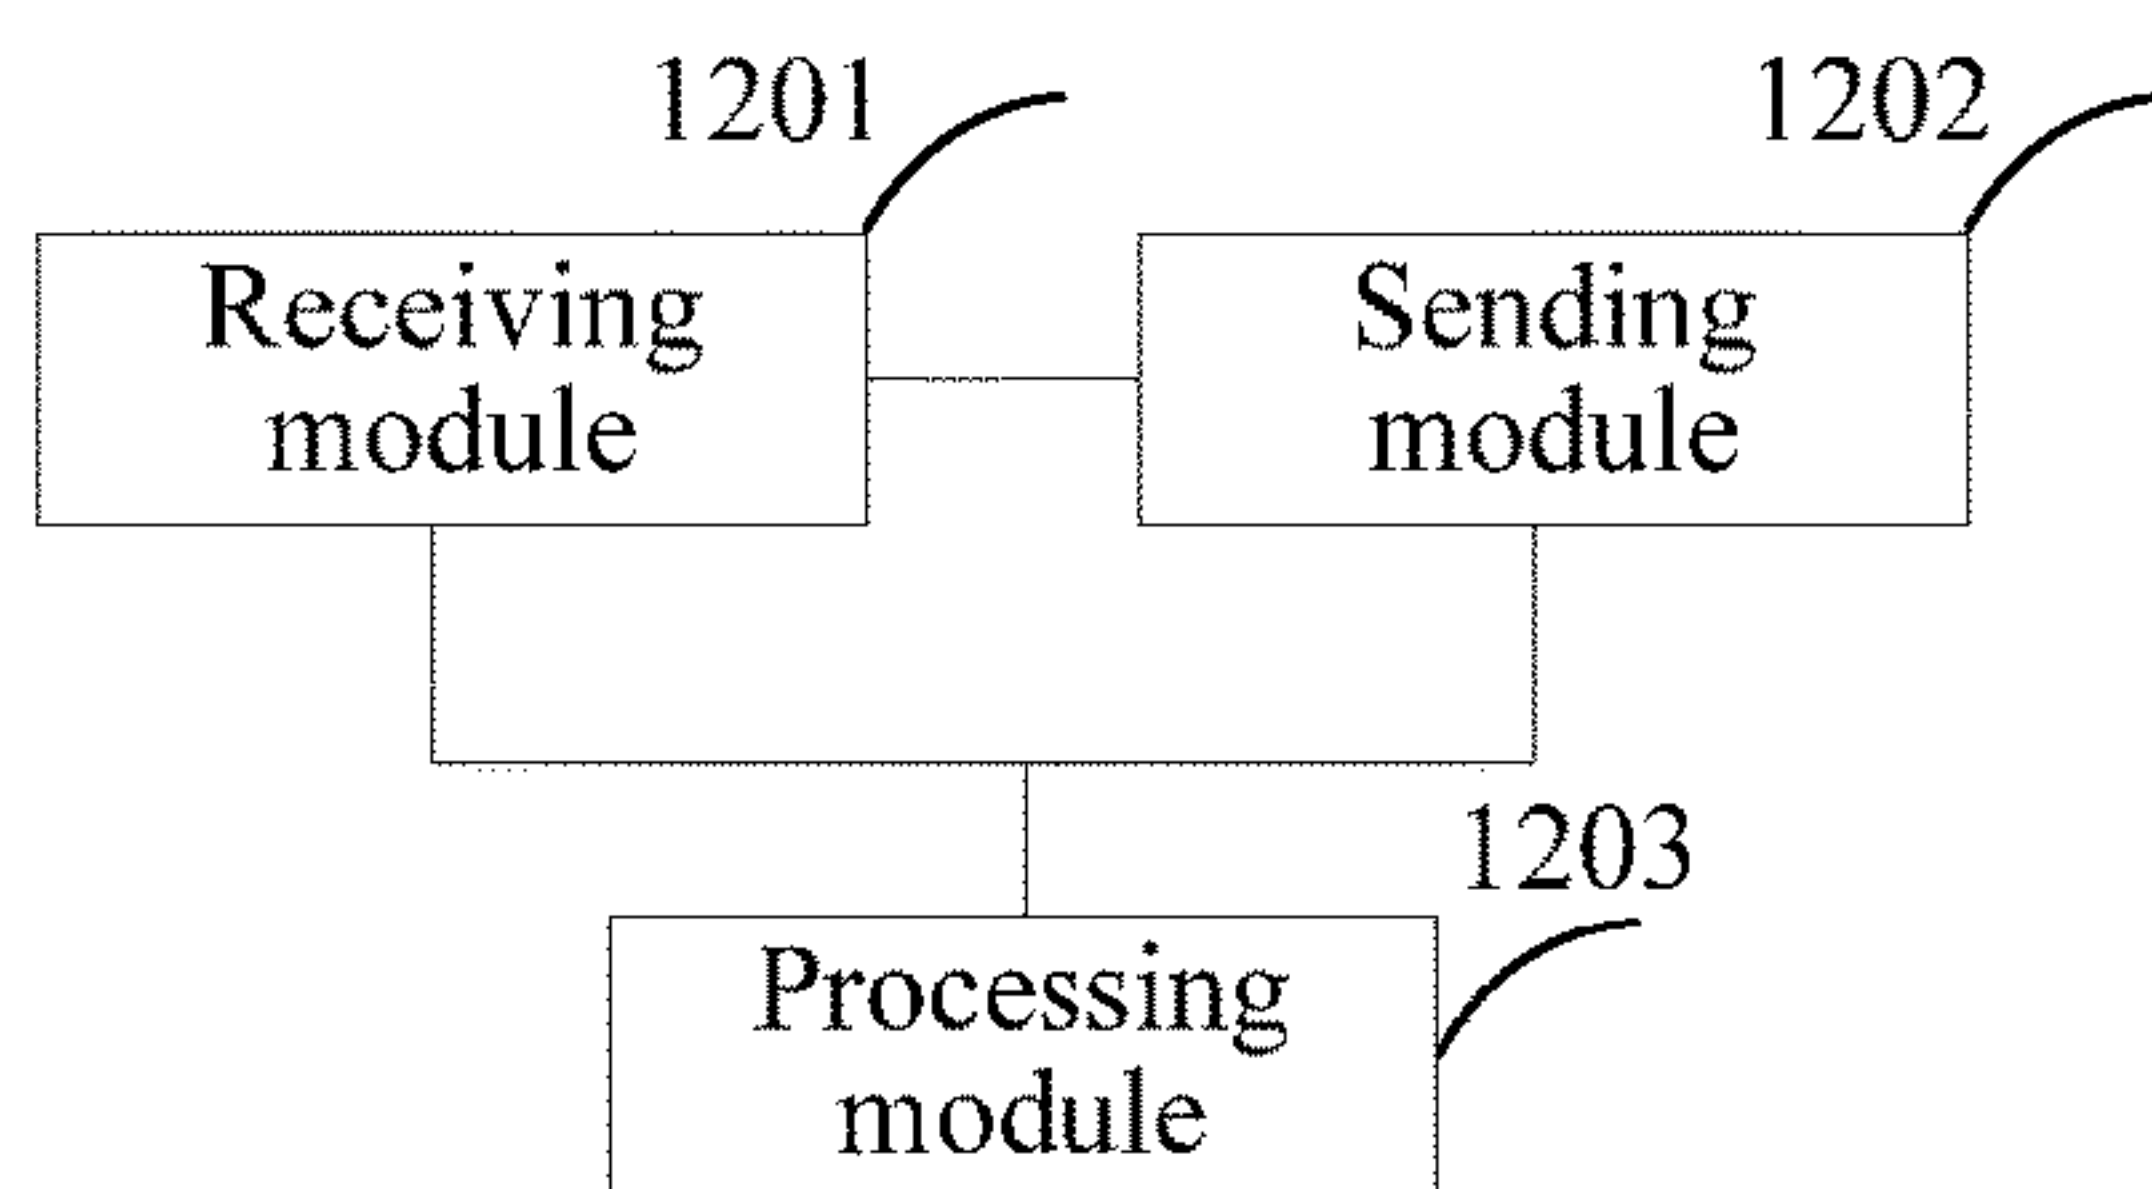 1201
1202
Receiving
module
Sending
module
1203
Processing
module